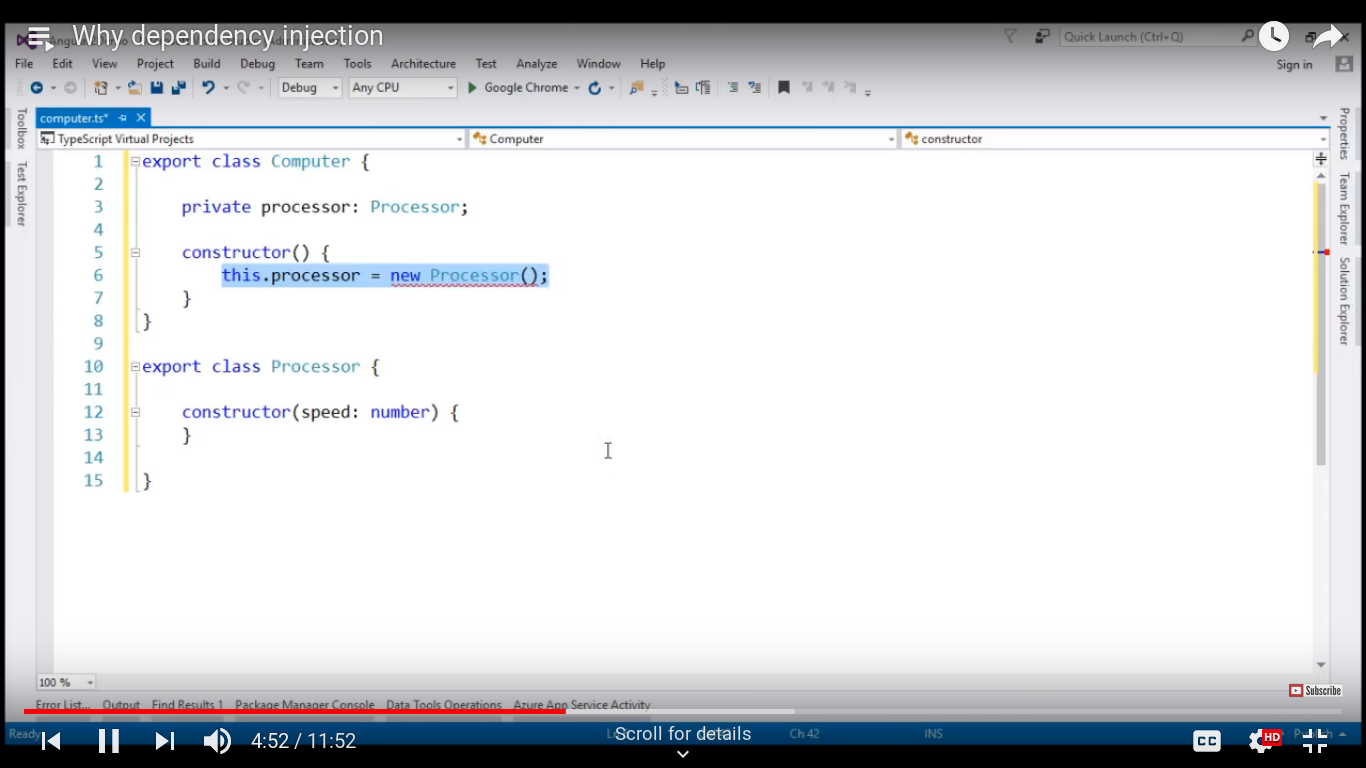 Why dependency injection
Quick Launch (Ctrl+Q)
File Edit View Project Build Debug Team Tools Architecture Test Analyze Window Help
Sign in
Debug Any CPU Google Chrome
Toolbox
Test Explorer
computer.ts*
TypeScript Virtual Projects Computer constructor
1 export class Computer {
2
3 private processor: Processor;
4
5 constructor() {
6 this.processor = new Processor();
7 }
8 }
9
10 export class Processor {
11
12 constructor(speed: number) {
13 }
14
15 }
Properties
Team Explorer
Solution Explorer
100 %
Subscribe
Error List... Output Find Results 1 Package Manager Console Data Tools Operations Azure App Service Activity
Ready
4:52 / 11:52
Scroll for details
Ch 42
INS
CC
HD